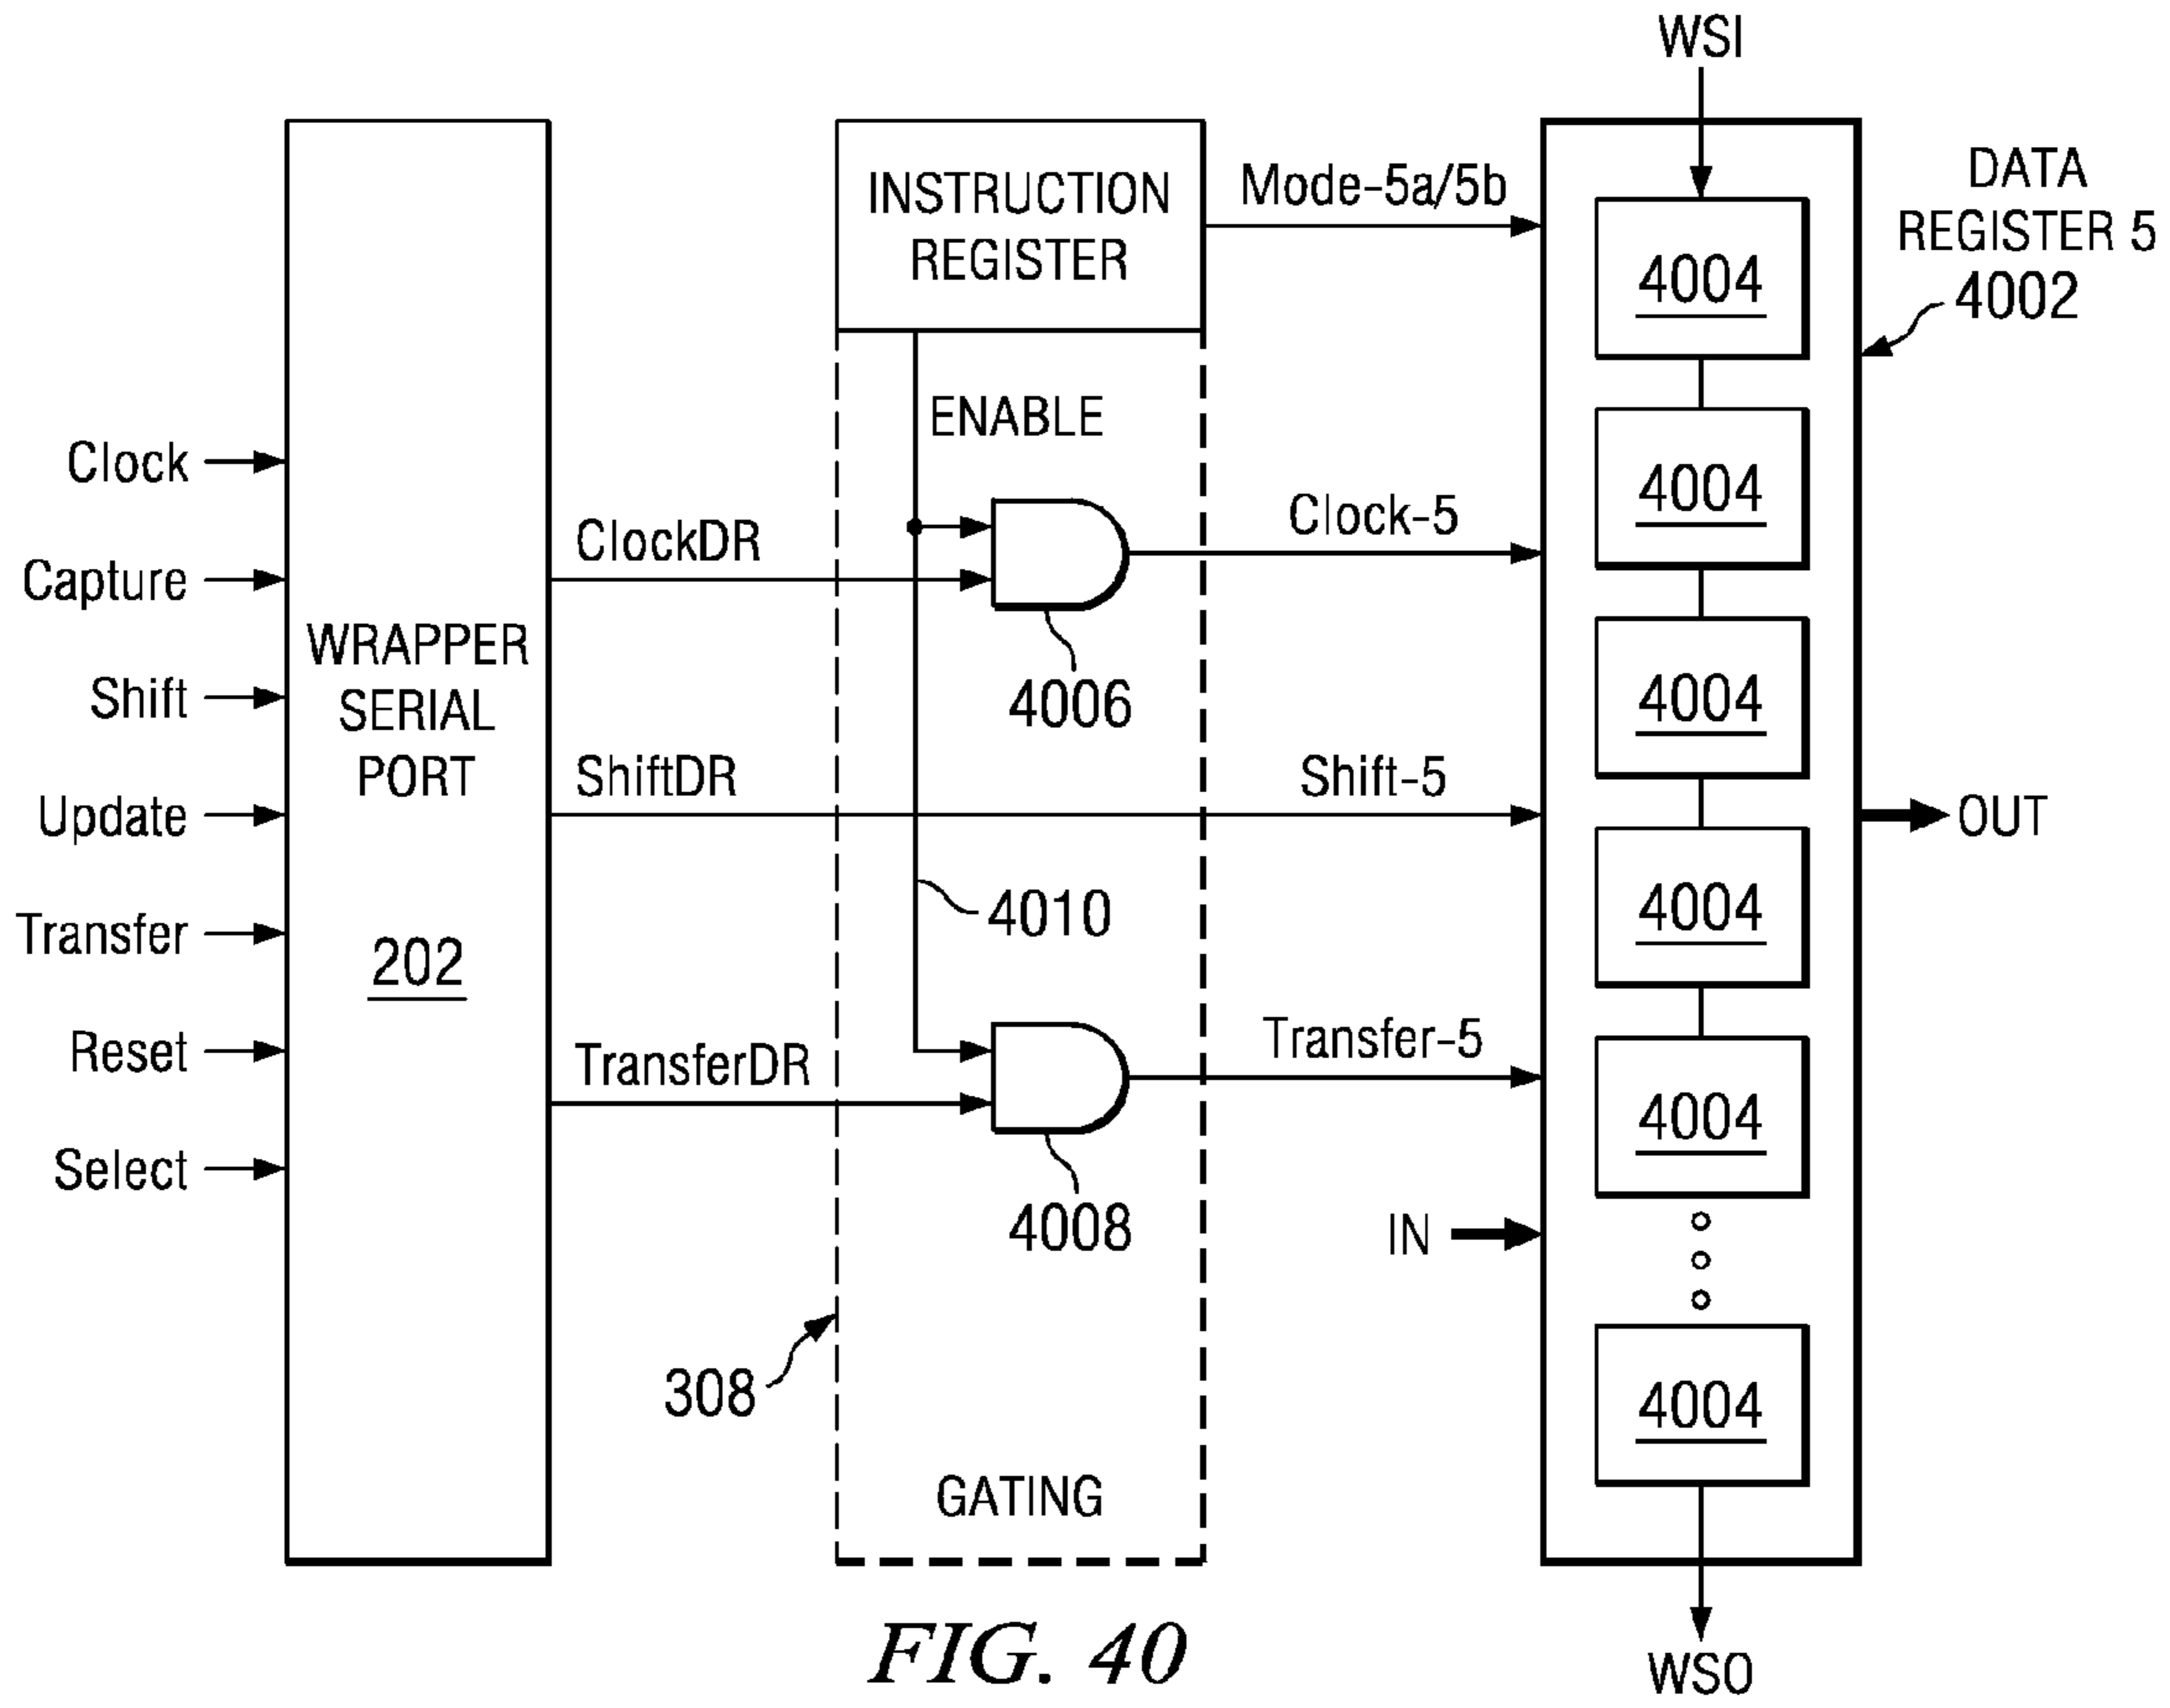 WSI
DATA
REGISTER 5
4002
INSTRUCTION
REGISTER
Mode-5a/5b
4004
ENABLE
Clock
Capture
Shift
Update
Transfer
Reset
Select
WRAPPER
SERIAL
PORT
202
ClockDR
Clock-5
4004
4006
4004
ShiftDR
Shift-5
OUT
4010
4004
TransferDR
Transfer-5
4004
4008
IN
308
4004
GATING
FIG. 40
WSO